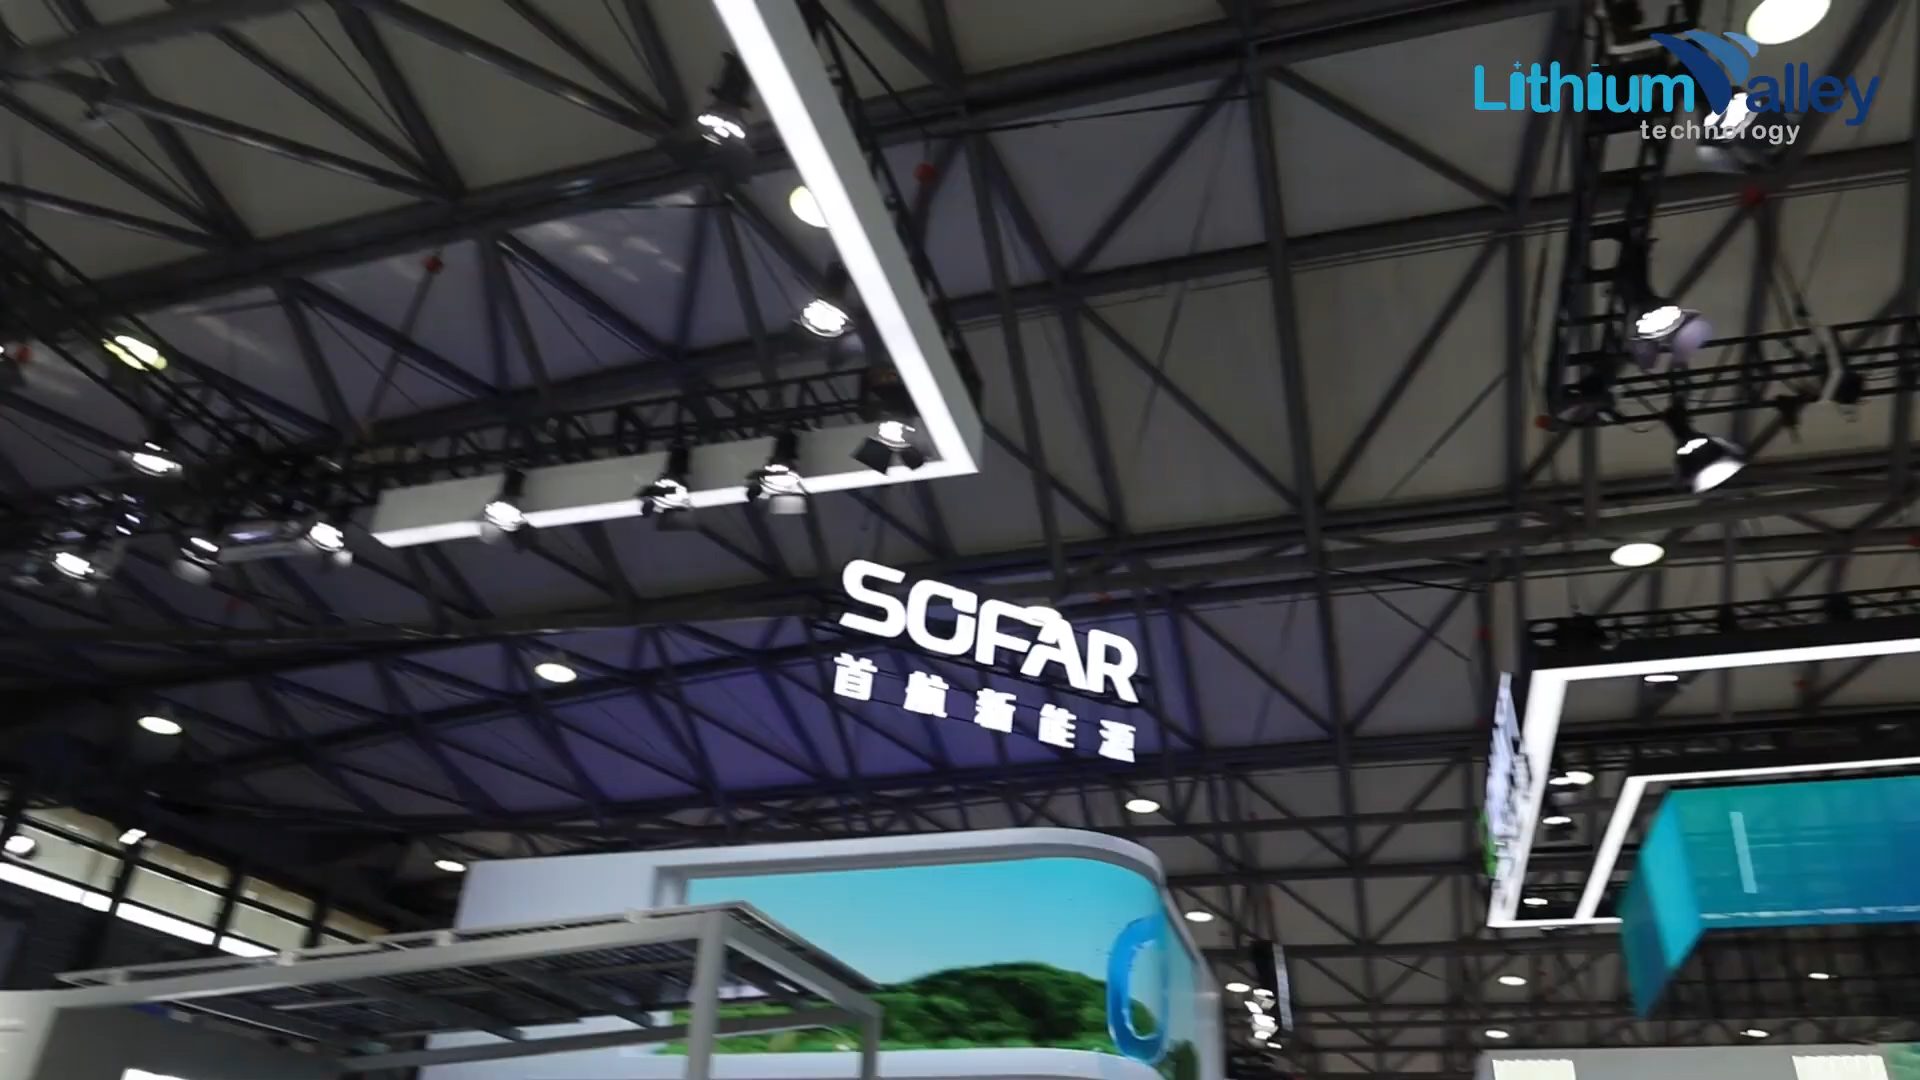 Lithium Valley
technology
SOFAR
首航新能源